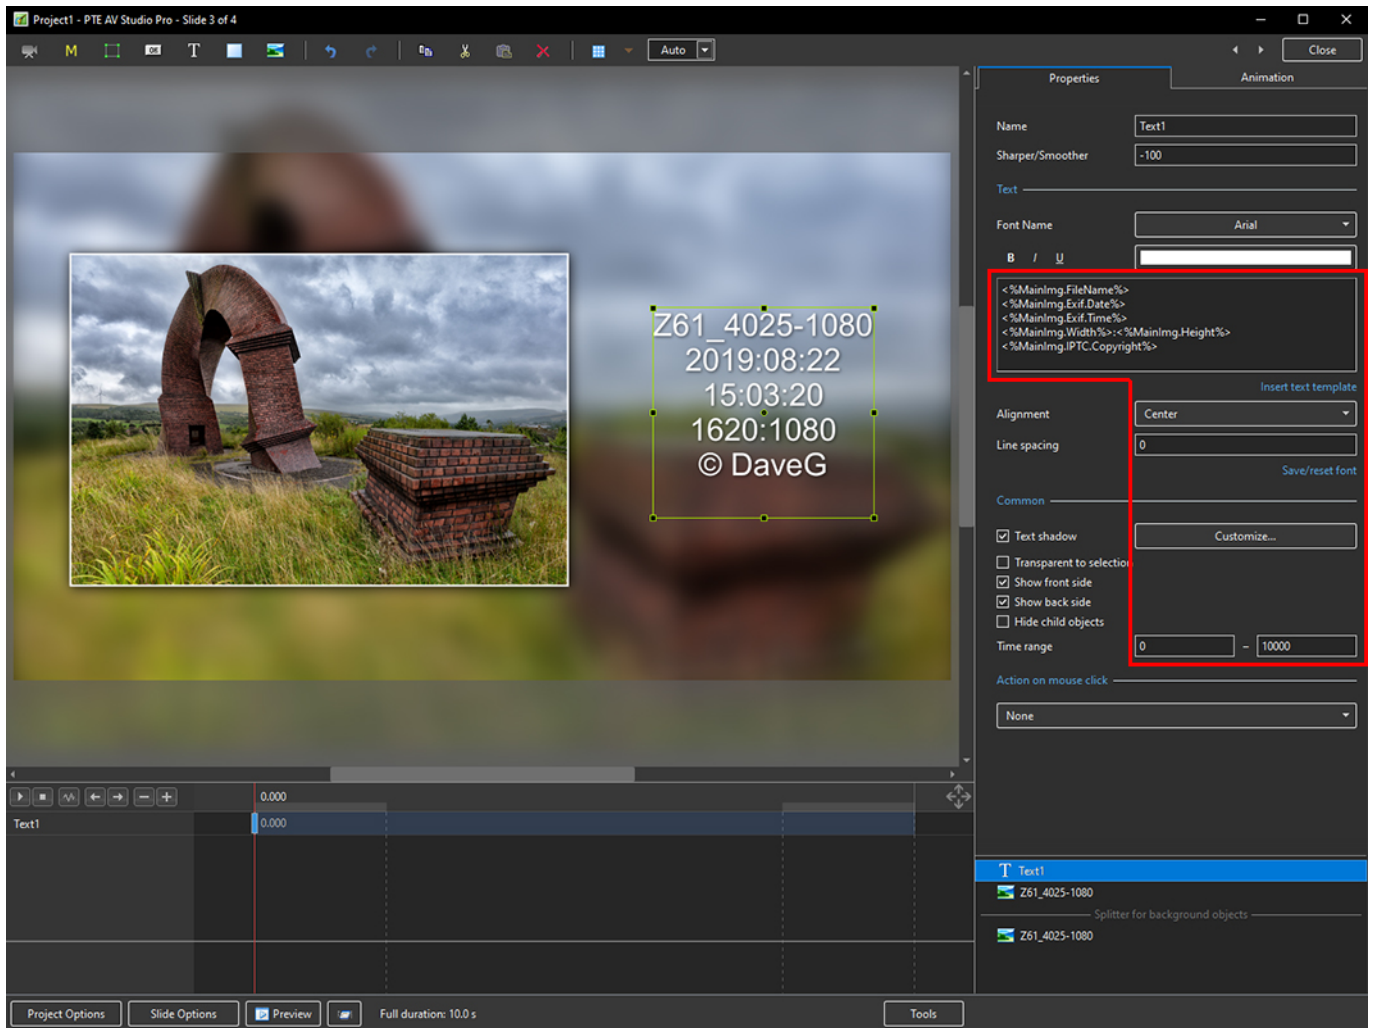 Project1 - PTE AV Studio Pro - Slide 3 of 4
M
OK
T
Auto
Close
Properties
Animation
Name
Text1
Sharper/Smoother
-100
Text
Font Name
Arial
B I U
<%MainImg.FileName%>
<%MainImg.Exif.Date%>
<%MainImg.Exif.Time%>
<%MainImg.Width%>:<%MainImg.Height%>
<%MainImg.IPTC.Copyright%>
Insert text template
Alignment
Center
Line spacing
0
Save/reset font
Common
Text shadow
Customize...
Transparent to selection
Show front side
Show back side
Hide child objects
Time range
0 – 10000
Action on mouse click
None
Z61_4025-1080
2019:08:22
15:03:20
1620:1080
© DaveG
0.000
Text1
0.000
T Text1
Z61_4025-1080
Splitter for background objects
Z61_4025-1080
Project Options
Slide Options
Preview
Full duration: 10.0 s
Tools